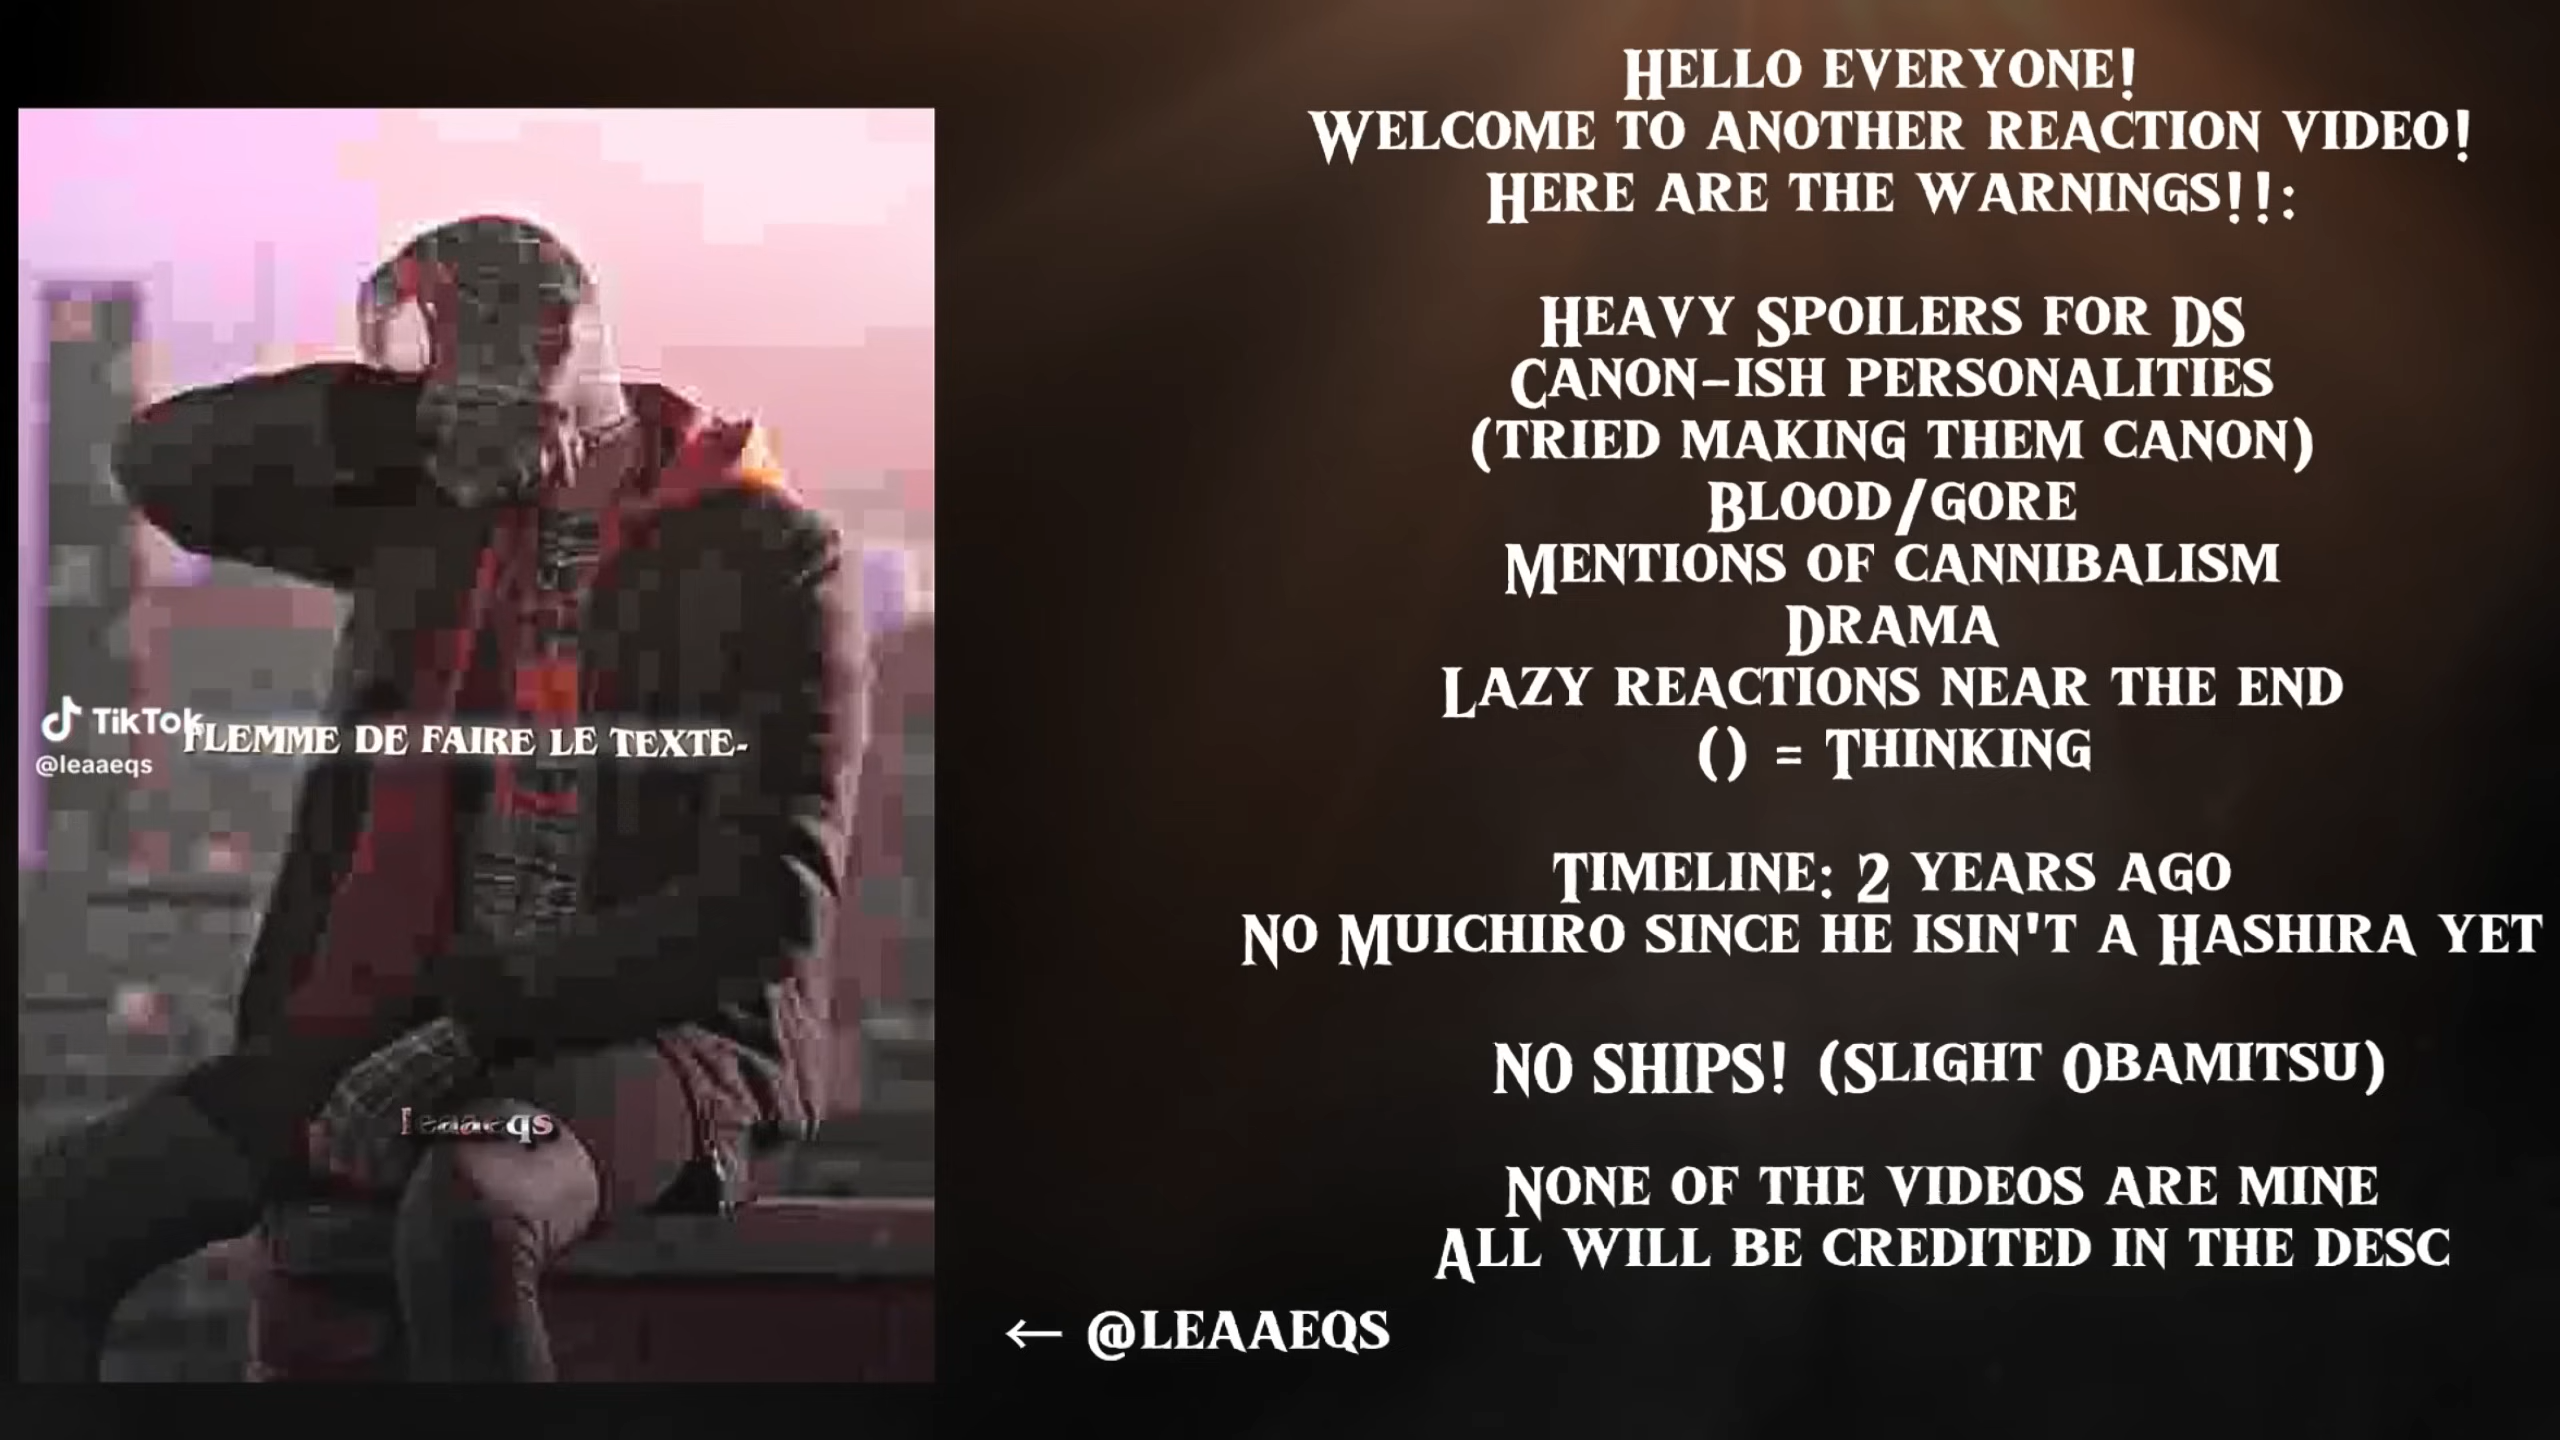 Hello everyone!
Welcome to another reaction video!
Here are the warnings!!:
Heavy Spoilers for DS
Canon-ish personalities
(tried making them canon)
Blood/gore
Mentions of cannibalism
Drama
Lazy reactions near the end
() = Thinking
Timeline: 2 years ago
No Muichiro since he isin't a Hashira yet
NO SHIPS! (Slight Obamitsu)
None of the videos are mine
All will be credited in the desc
← @leaaeqs
TikTok
@leaaeqs
Flemme de faire le texte-
leaaeqs